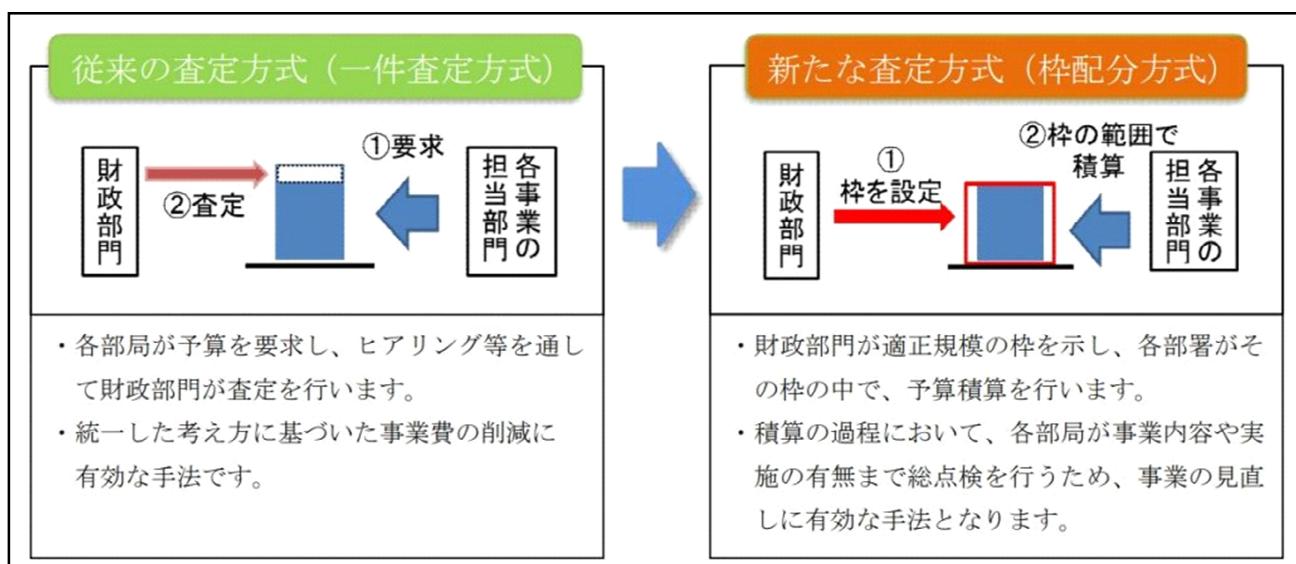 従来の査定方式（一件査定方式）
財政部門
②査定
①要求
各事業の
担当部門
・各部局が予算を要求し、ヒアリング等を通し
て財政部門が査定を行います。
・統一した考え方に基づいた事業費の削減に
有効な手法です。
新たな査定方式（枠配分方式）
財政部門
①
枠を設定
②枠の範囲で
積算
各事業の
担当部門
・財政部門が適正規模の枠を示し、各部署がそ
の枠の中で、予算積算を行います。
・積算の過程において、各部局が事業内容や実
施の有無まで総点検を行うため、事業の見直
しに有効な手法となります。